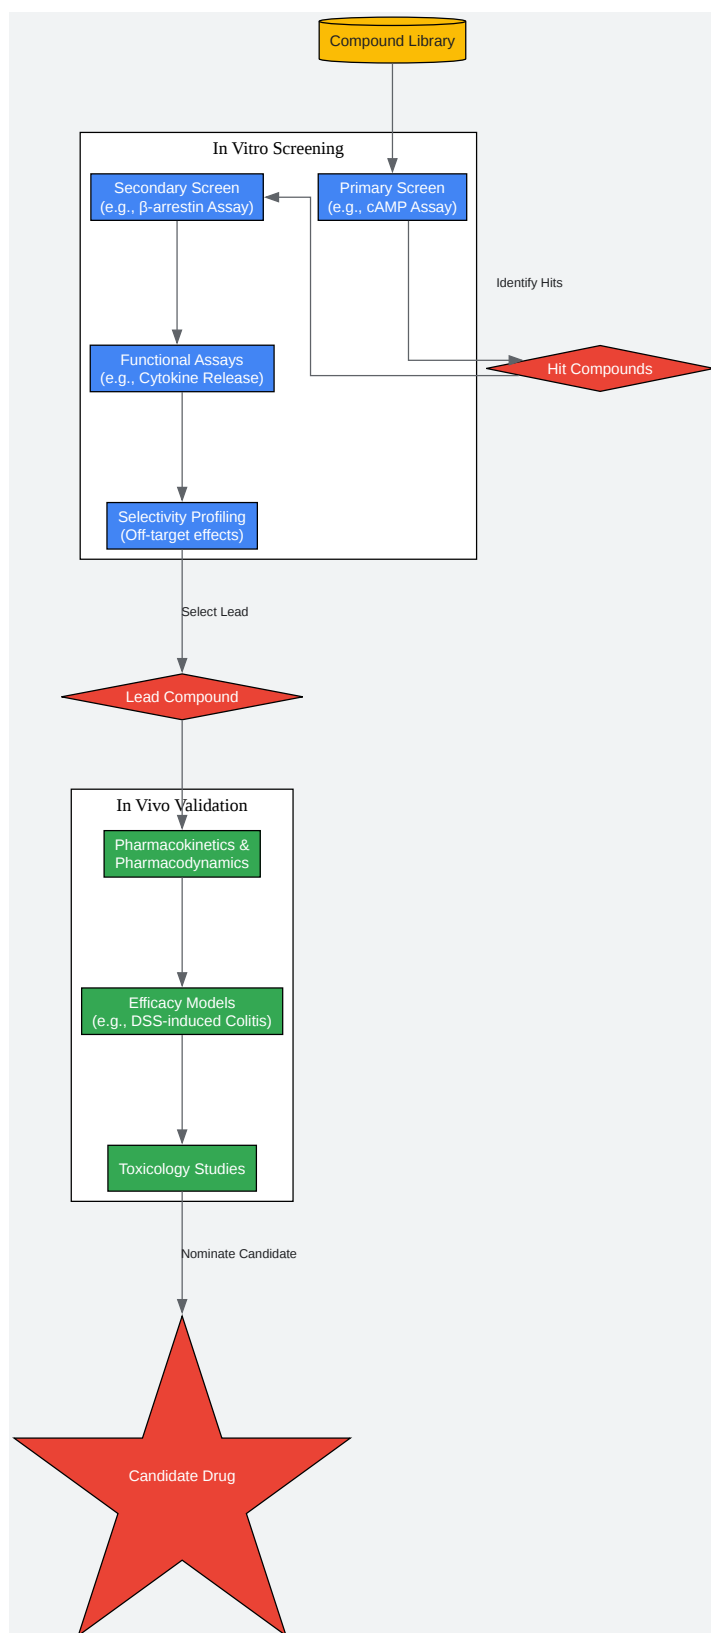 Compound Library
In Vitro Screening
Secondary Screen
(e.g., β-arrestin Assay)
Primary Screen
(e.g., cAMP Assay)
Identify Hits
Functional Assays
(e.g., Cytokine Release)
Hit Compounds
Selectivity Profiling
(Off-target effects)
Select Lead
Lead Compound
In Vivo Validation
Pharmacokinetics &
Pharmacodynamics
Efficacy Models
(e.g., DSS-induced Colitis)
Toxicology Studies
Nominate Candidate
Candidate Drug